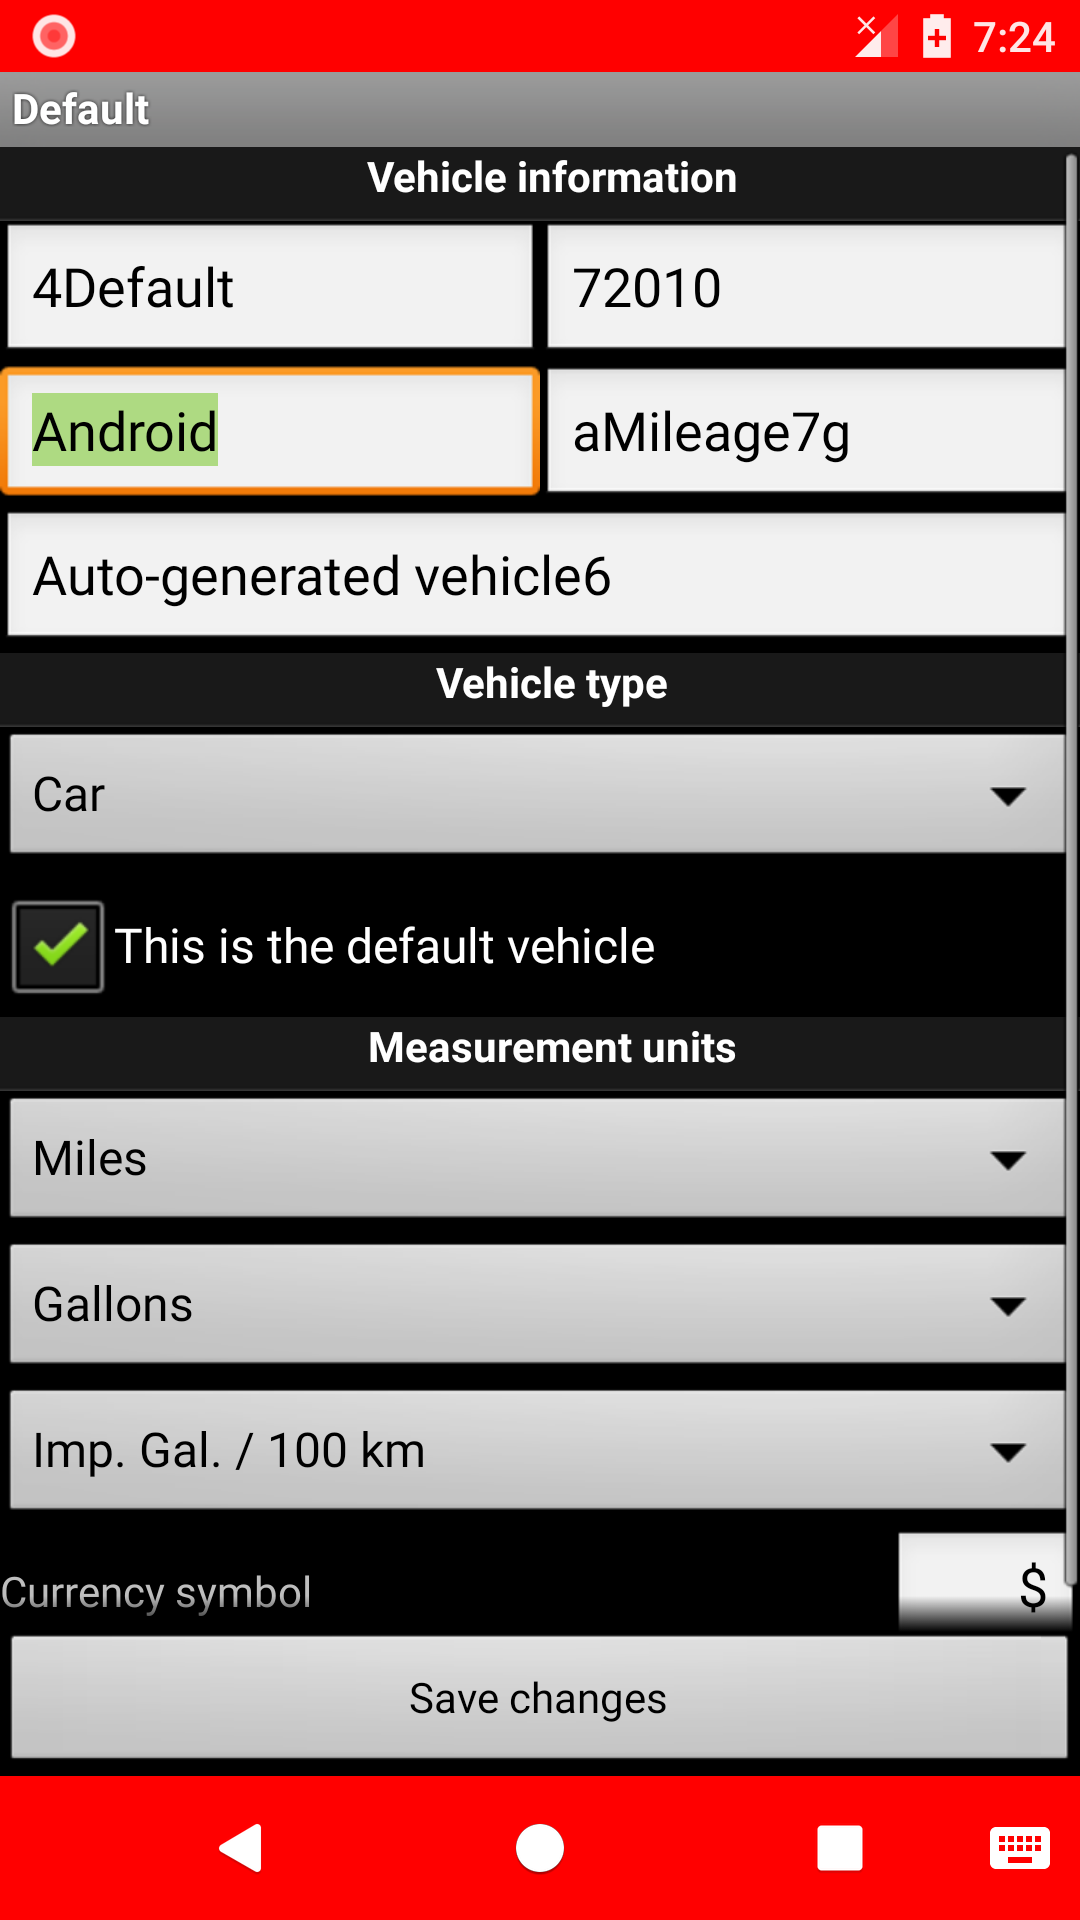 7:24
Default
Vehicle information
4Default 72010
Android aMileage7g
Auto-generated vehicle6
Vehicle type
Car
This is the default vehicle
Measurement units
Miles
Gallons
Imp. Gal. / 100 km
Currency symbol $
Save changes